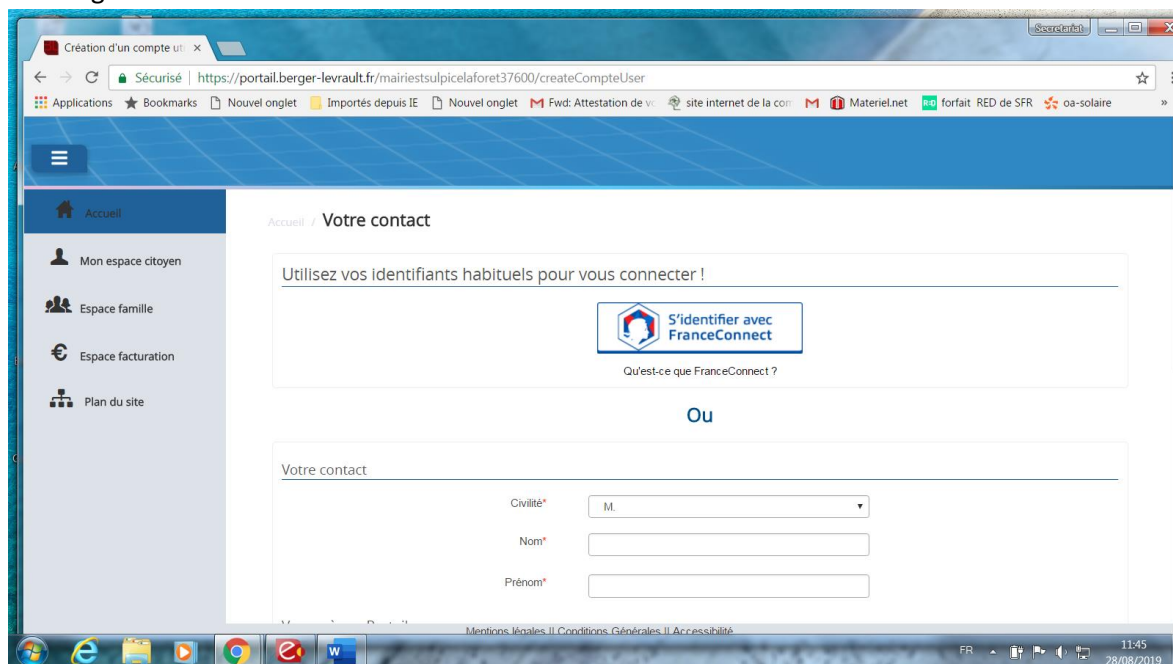 Secretariat
Création d'un compte uti
Sécurisé | https://portail.berger-levrault.fr/mairiestsulpicelaforet37600/createCompteUser
Applications Bookmarks Nouvel onglet Importés depuis IE Nouvel onglet Fwd: Attestation de vo site internet de la com Materiel.net forfait RED de SFR oa-solaire »
Accueil
Mon espace citoyen
Espace famille
Espace facturation
Plan du site
Accueil / Votre contact
Utilisez vos identifiants habituels pour vous connecter !
S'identifier avec
FranceConnect
Qu'est-ce que FranceConnect ?
Ou
Votre contact
Civilité* M.
Nom*
Prénom*
Mentions légales || Conditions Générales || Accessibilité
FR 11:45
28/08/2019